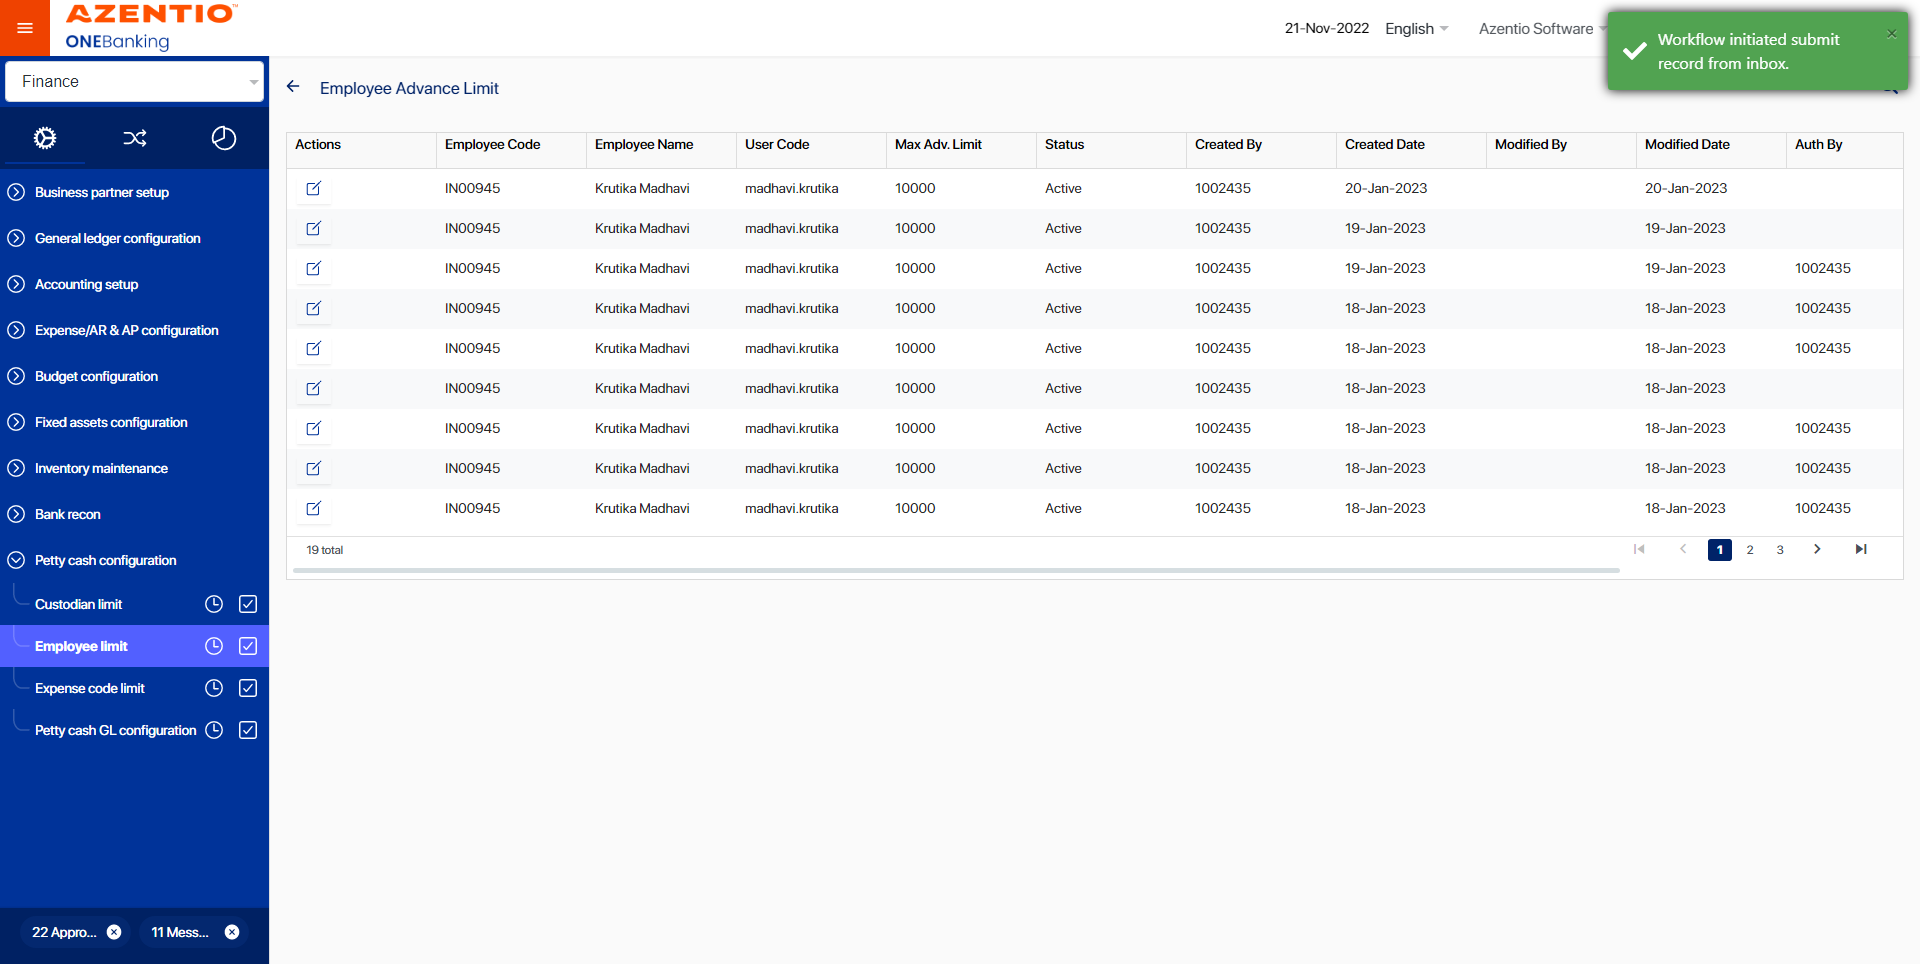 AZENTIO™
ONEBanking
21-Nov-2022 English Azentio Software
Workflow initiated submit
record from inbox.
×
Finance
Employee Advance Limit
Business partner setup
General ledger configuration
Accounting setup
Expense/AR & AP configuration
Budget configuration
Fixed assets configuration
Inventory maintenance
Bank recon
Petty cash configuration
Custodian limit
Employee limit
Expense code limit
Petty cash GL configuration
22 Appro...
11 Mess...
Actions Employee Code Employee Name User Code Max Adv. Limit Status Created By Created Date Modified By Modified Date Auth By
IN00945 Krutika Madhavi madhavi.krutika 10000 Active 1002435 20-Jan-2023 20-Jan-2023
IN00945 Krutika Madhavi madhavi.krutika 10000 Active 1002435 19-Jan-2023 19-Jan-2023
IN00945 Krutika Madhavi madhavi.krutika 10000 Active 1002435 19-Jan-2023 19-Jan-2023 1002435
IN00945 Krutika Madhavi madhavi.krutika 10000 Active 1002435 18-Jan-2023 18-Jan-2023 1002435
IN00945 Krutika Madhavi madhavi.krutika 10000 Active 1002435 18-Jan-2023 18-Jan-2023 1002435
IN00945 Krutika Madhavi madhavi.krutika 10000 Active 1002435 18-Jan-2023 18-Jan-2023
IN00945 Krutika Madhavi madhavi.krutika 10000 Active 1002435 18-Jan-2023 18-Jan-2023 1002435
IN00945 Krutika Madhavi madhavi.krutika 10000 Active 1002435 18-Jan-2023 18-Jan-2023 1002435
IN00945 Krutika Madhavi madhavi.krutika 10000 Active 1002435 18-Jan-2023 18-Jan-2023 1002435
19 total
1 2 3